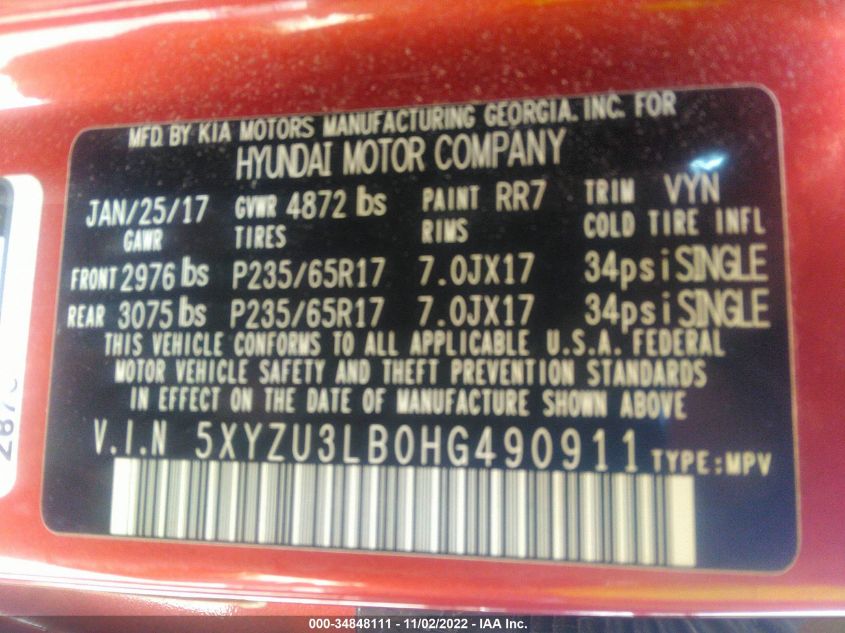 MFD. BY KIA MOTORS MANUFACTURING GEORGIA. INC. FOR
HYUNDAI MOTOR COMPANY
JAN/25/17 GVWR 4872 lbs PAINT RR7 TRIM VYN
GAWR TIRES RIMS COLD TIRE INFL
FRONT 2976 lbs P235/65R17 7.0JX17 34psi SINGLE
REAR 3075 lbs P235/65R17 7.0JX17 34psi SINGLE
THIS VEHICLE CONFORMS TO ALL APPLICABLE U.S.A. FEDERAL
MOTOR VEHICLE SAFETY AND THEFT PREVENTION STANDARDS
IN EFFECT ON THE DATE OF MANUFACTURE SHOWN ABOVE
V.I.N 5XYZU3LB0HG490911 TYPE:MPV
000-34848111 - 11/02/2022 - IAA Inc.